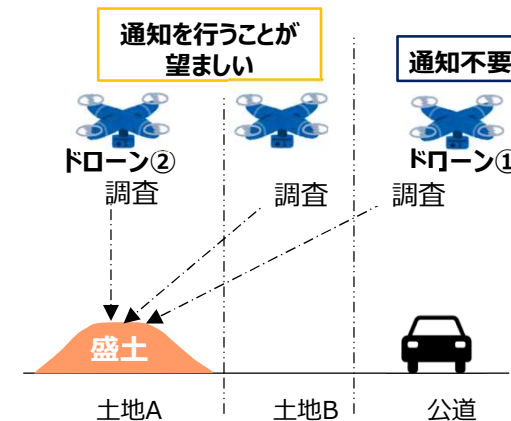 通知を行うことが
望ましい
通知不要
ドローン②
ドローン①
調査
調査
調査
盛土
土地A
土地B
公道